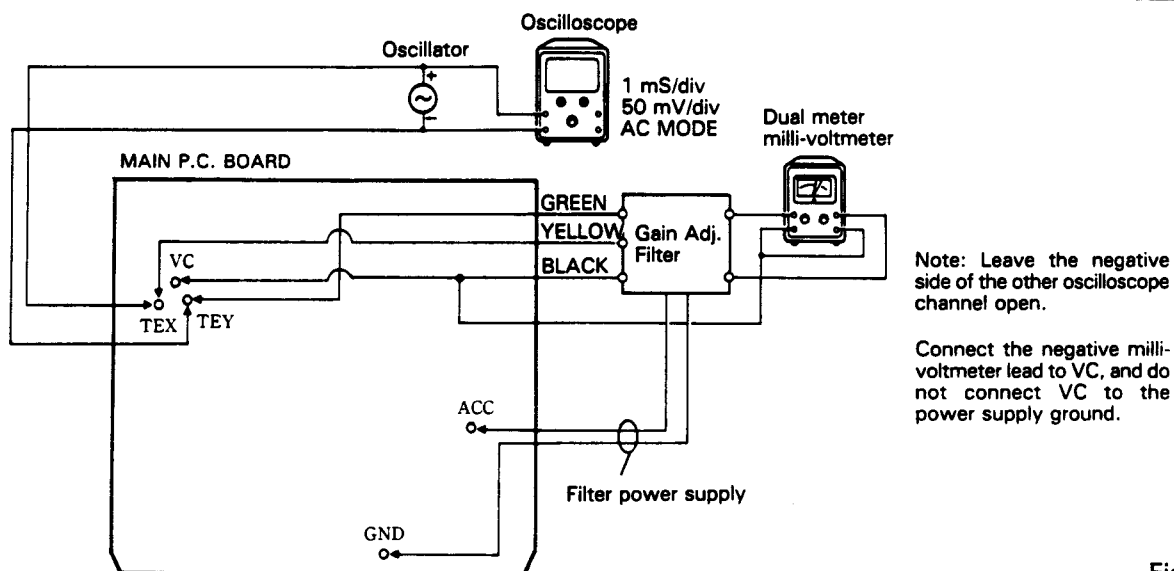 Oscilloscope
Oscillator
+
−
1 mS/div
50 mV/div
AC MODE
Dual meter
milli-voltmeter
MAIN P.C. BOARD
GREEN
YELLOW
BLACK
Gain Adj.
Filter
VC
TEX
TEY
Note: Leave the negative
side of the other oscilloscope
channel open.
Connect the negative milli-
voltmeter lead to VC, and do
not connect VC to the
power supply ground.
ACC
Filter power supply
GND